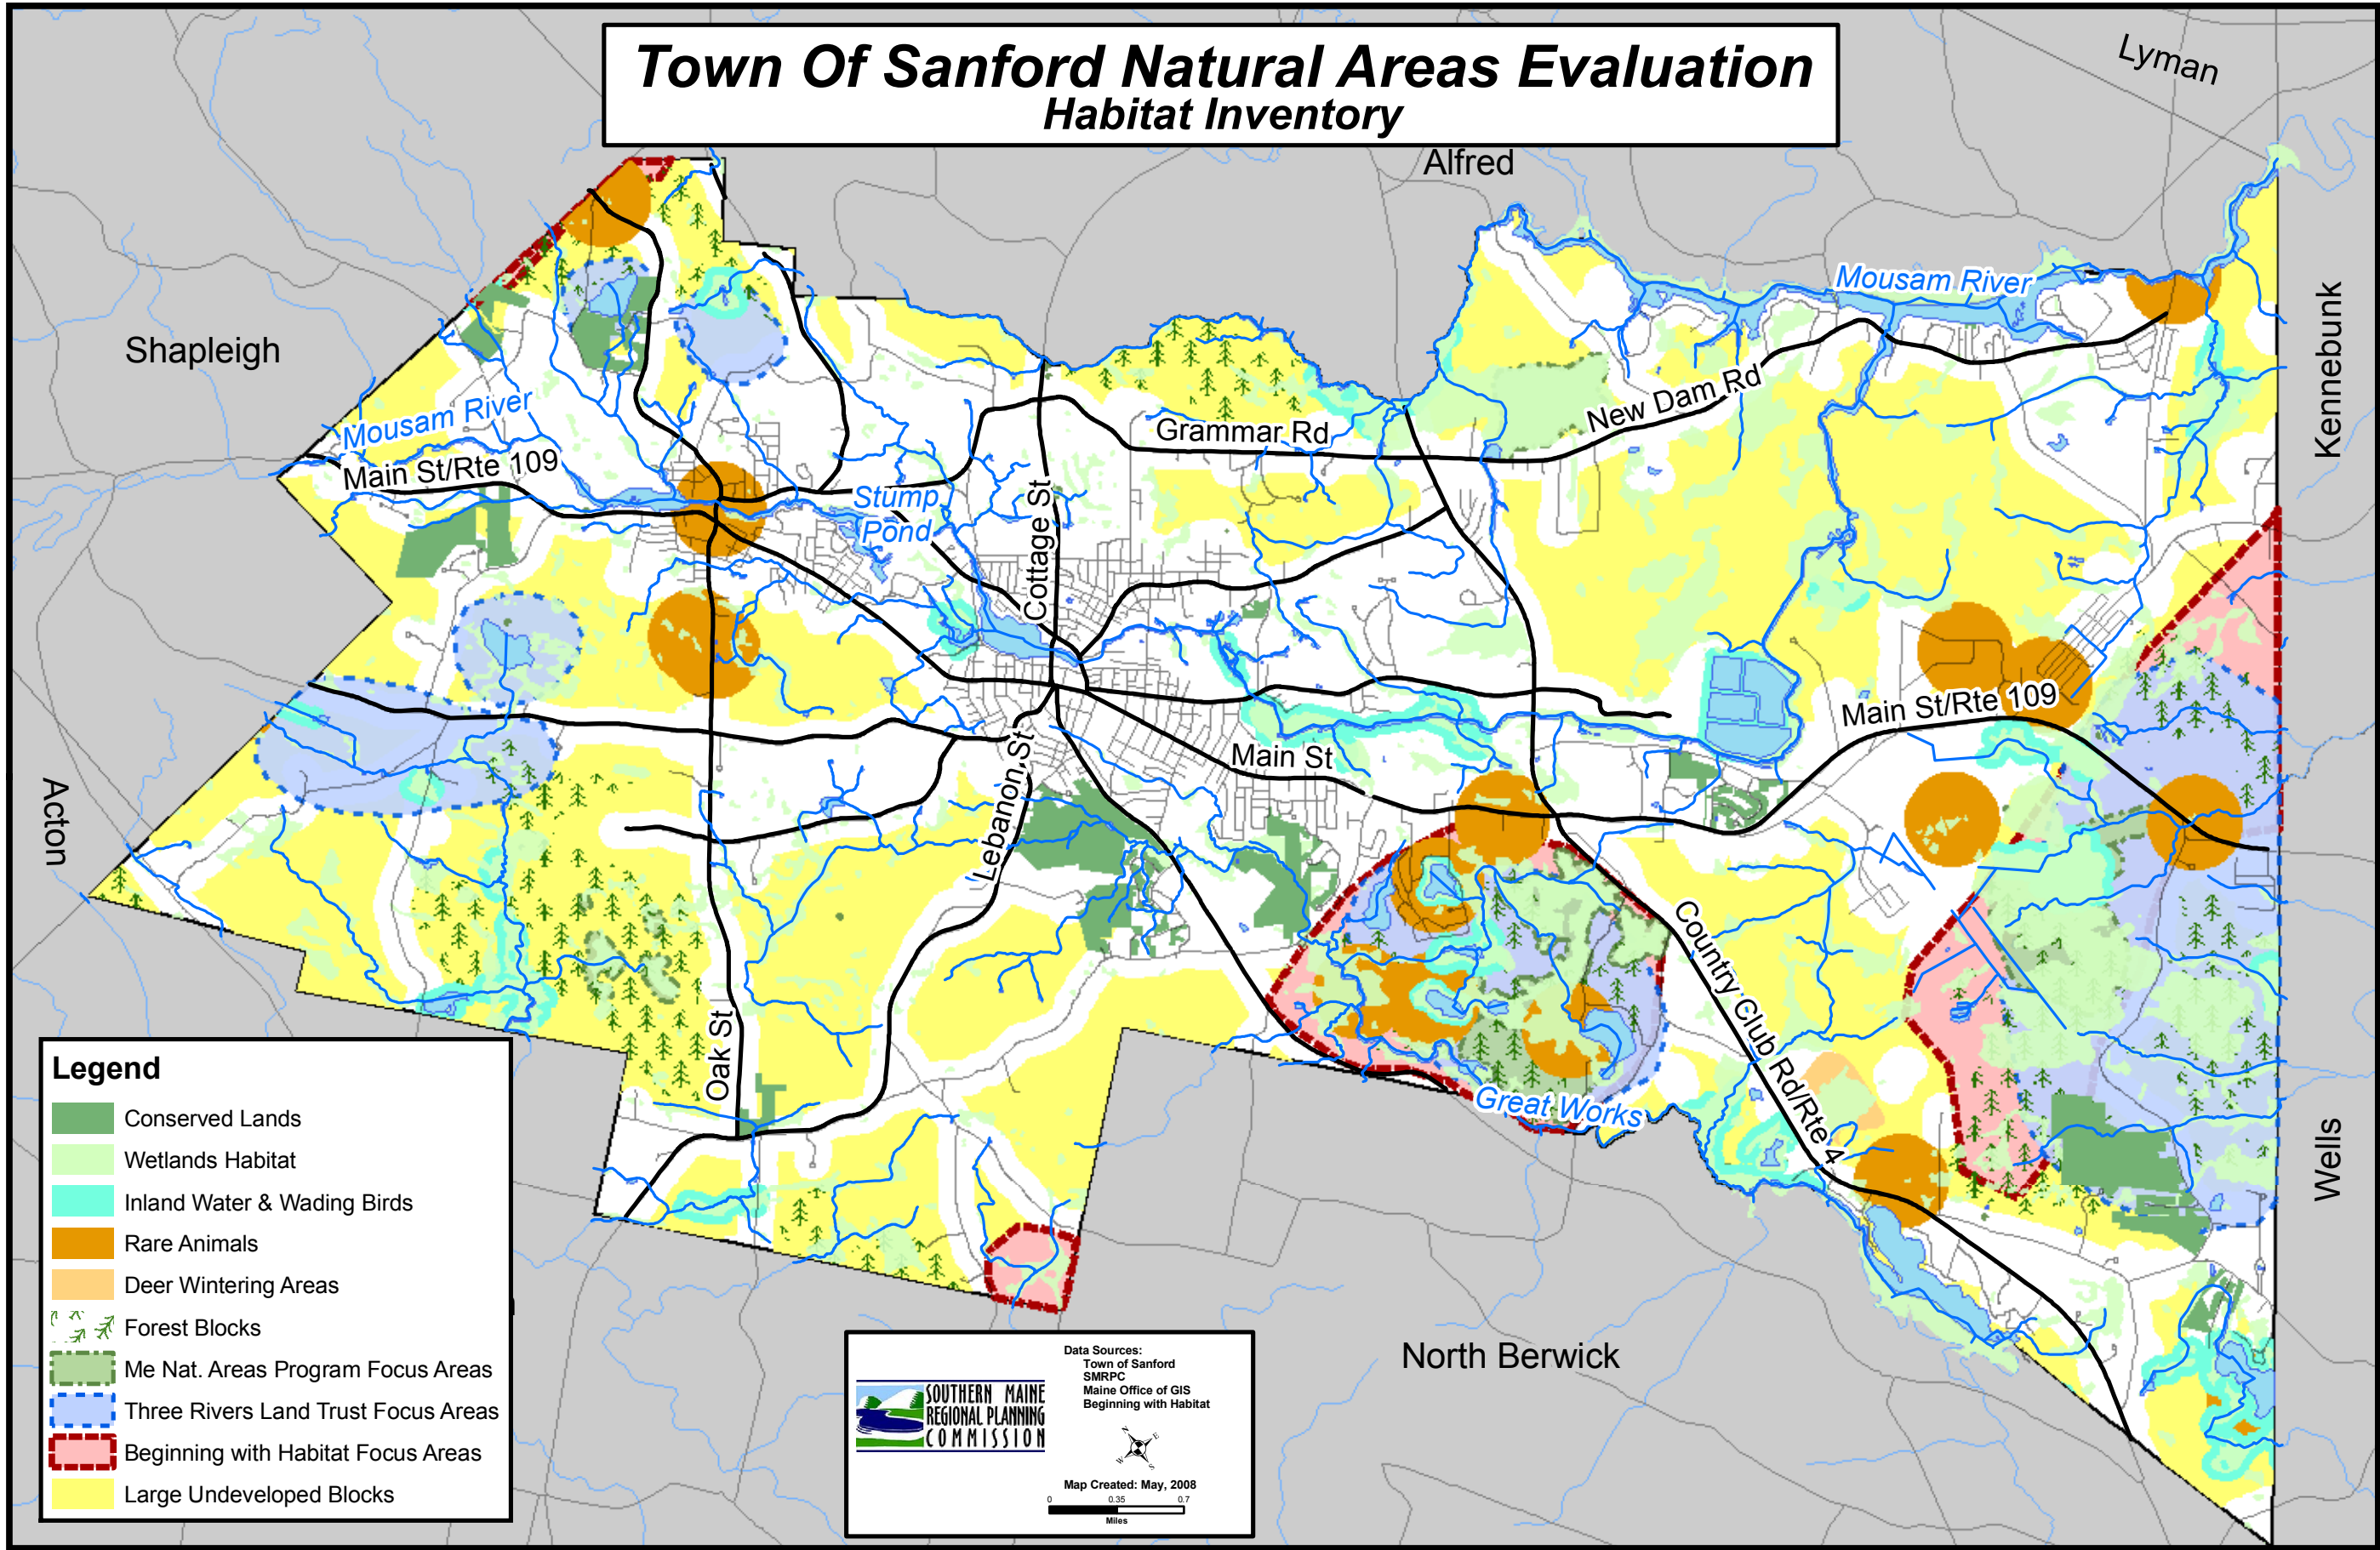 Town Of Sanford Natural Areas Evaluation
Habitat Inventory
Lyman
Alfred
Mousam River
Kennebunk
Shapleigh
Mousam River
New Dam Rd
Grammar Rd
Main St/Rte 109
Stump
Pond
Cottage St
Main St/Rte 109
Main St
Lebanon St
Acton
Country Club Rd/Rte 4
Oak St
Great Works
Wells
North Berwick
Legend
Conserved Lands
Wetlands Habitat
Inland Water & Wading Birds
Rare Animals
Deer Wintering Areas
Forest Blocks
Me Nat. Areas Program Focus Areas
Three Rivers Land Trust Focus Areas
Beginning with Habitat Focus Areas
Large Undeveloped Blocks
SOUTHERN MAINE
REGIONAL PLANNING
COMMISSION
Data Sources:
Town of Sanford
SMRPC
Maine Office of GIS
Beginning with Habitat
N
E
W
S
Map Created: May, 2008
0 0.35 0.7
Miles